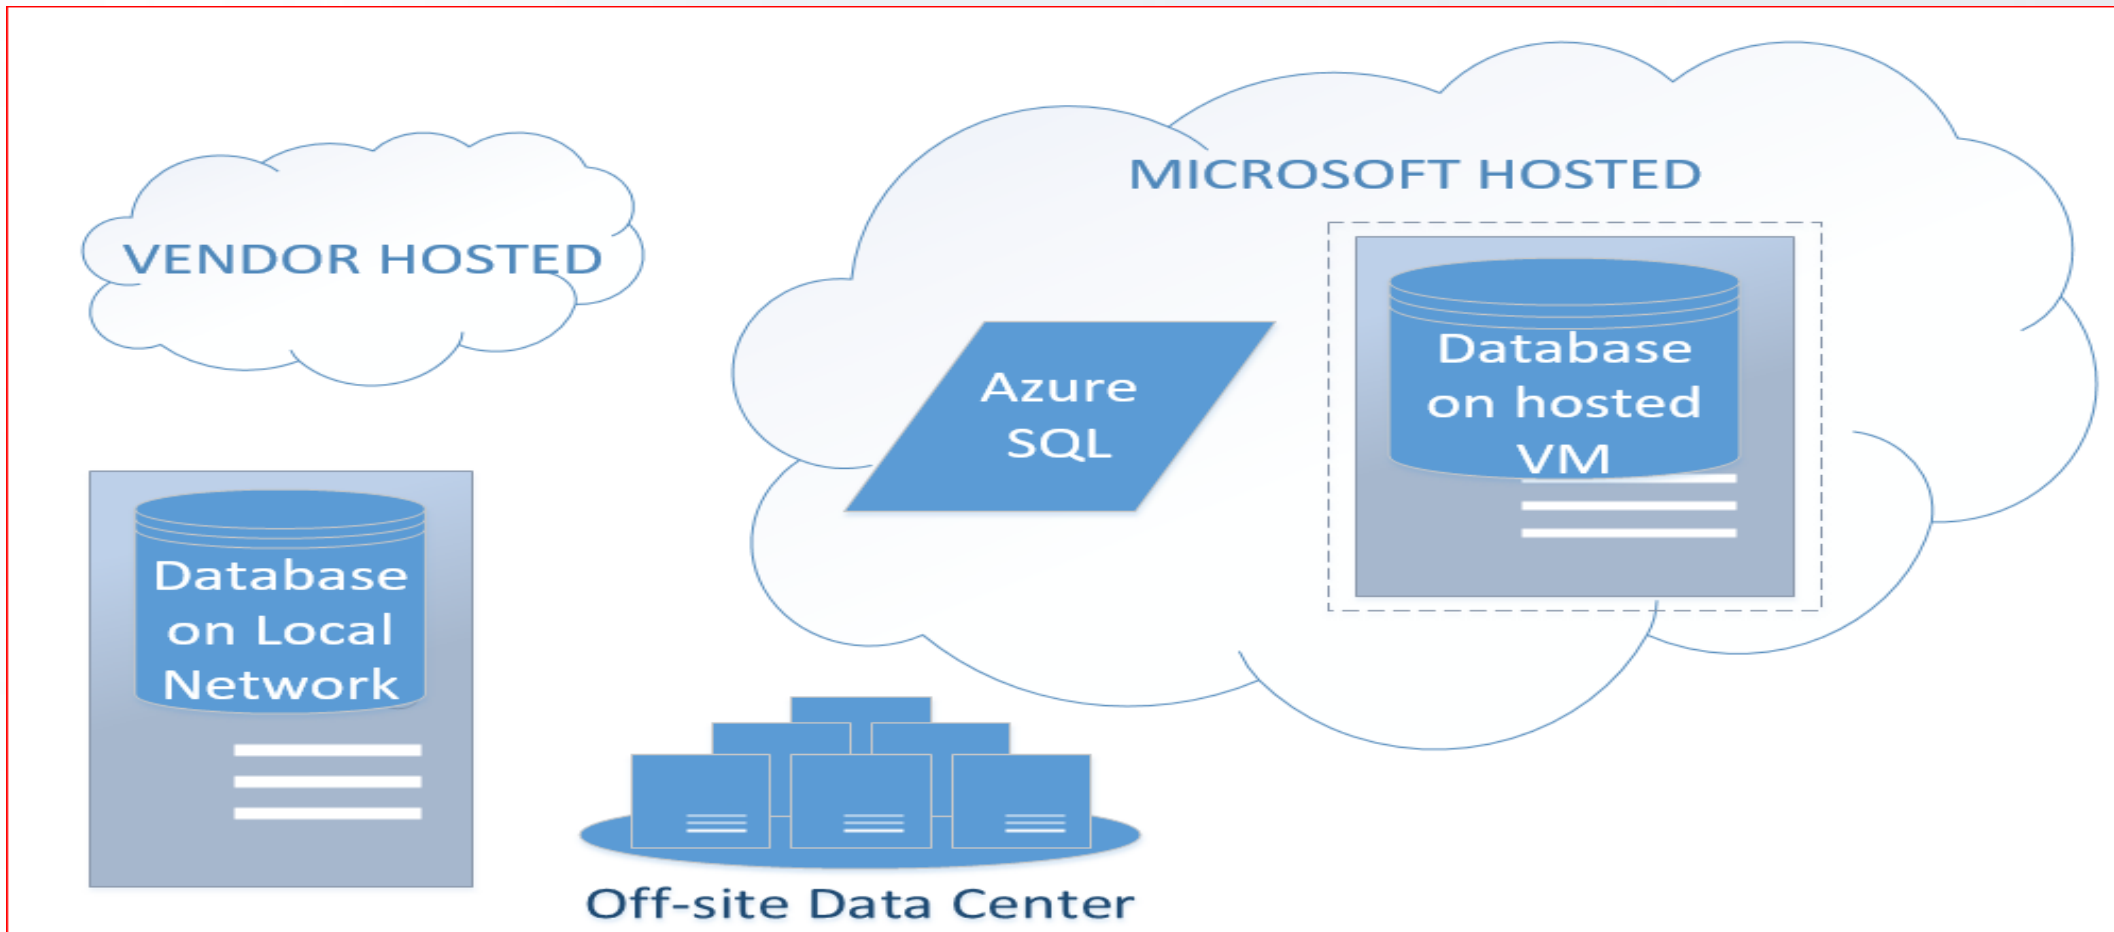 MICROSOFT HOSTED
VENDOR HOSTED
Azure
SQL
Database
on hosted
VM
Database
on Local
Network
Off-site Data Center